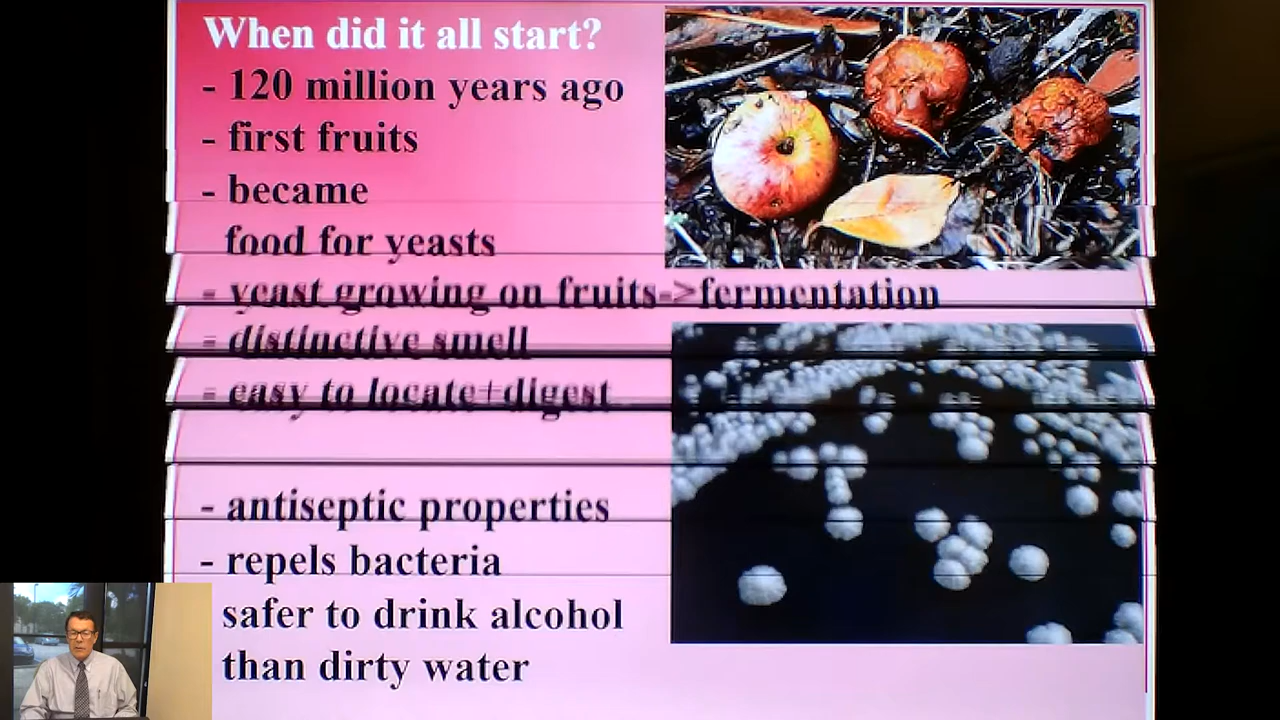 When did it all start?
- 120 million years ago
- first fruits
- became
food for yeasts
- yeast growing on fruits->fermentation
- distinctive smell
- easy to locate+digest
- antiseptic properties
- repels bacteria
safer to drink alcohol
than dirty water